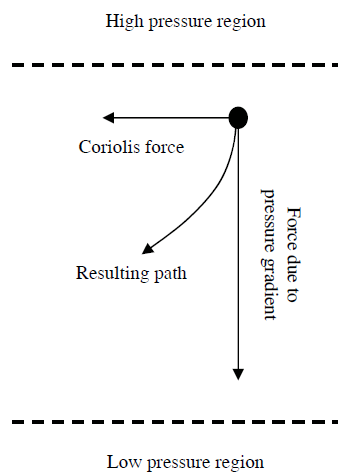 High pressure region
Coriolis force
Force due to
pressure gradient
Resulting path
Low pressure region